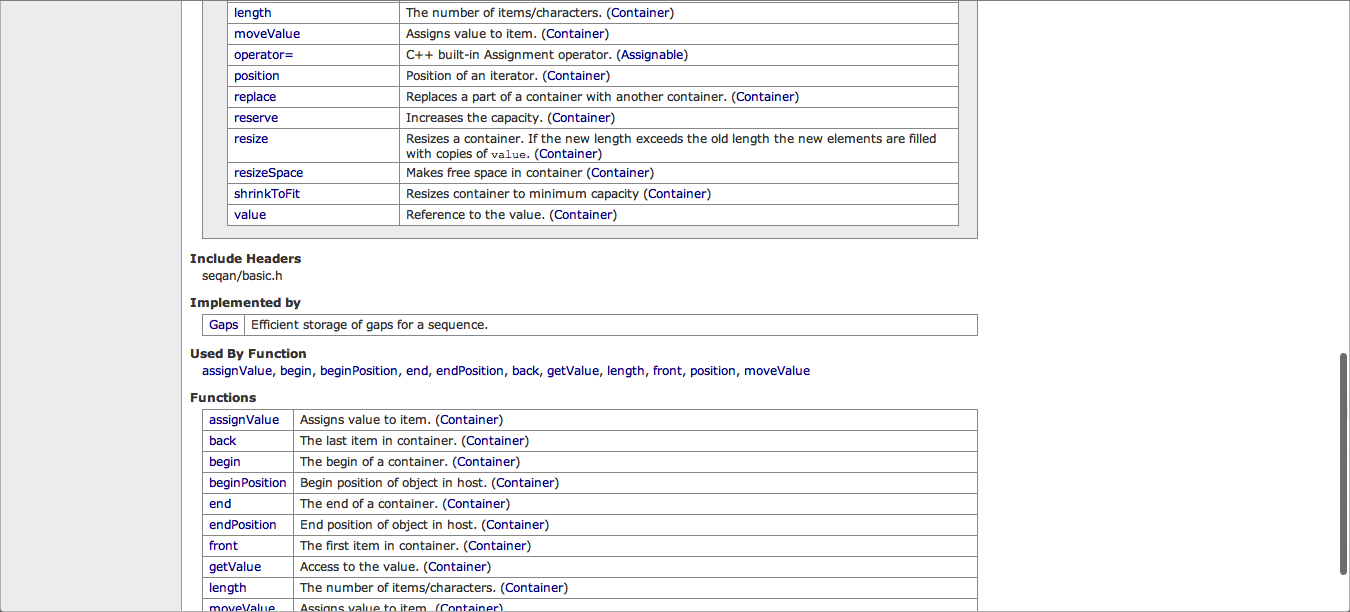 length The number of items/characters. (Container)
moveValue Assigns value to item. (Container)
operator= C++ built-in Assignment operator. (Assignable)
position Position of an iterator. (Container)
replace Replaces a part of a container with another container. (Container)
reserve Increases the capacity. (Container)
resize Resizes a container. If the new length exceeds the old length the new elements are filled
with copies of value. (Container)
resizeSpace Makes free space in container (Container)
shrinkToFit Resizes container to minimum capacity (Container)
value Reference to the value. (Container)
Include Headers
seqan/basic.h
Implemented by
Gaps Efficient storage of gaps for a sequence.
Used By Function
assignValue, begin, beginPosition, end, endPosition, back, getValue, length, front, position, moveValue
Functions
assignValue Assigns value to item. (Container)
back The last item in container. (Container)
begin The begin of a container. (Container)
beginPosition Begin position of object in host. (Container)
end The end of a container. (Container)
endPosition End position of object in host. (Container)
front The first item in container. (Container)
getValue Access to the value. (Container)
length The number of items/characters. (Container)
moveValue Assigns value to item. (Container)